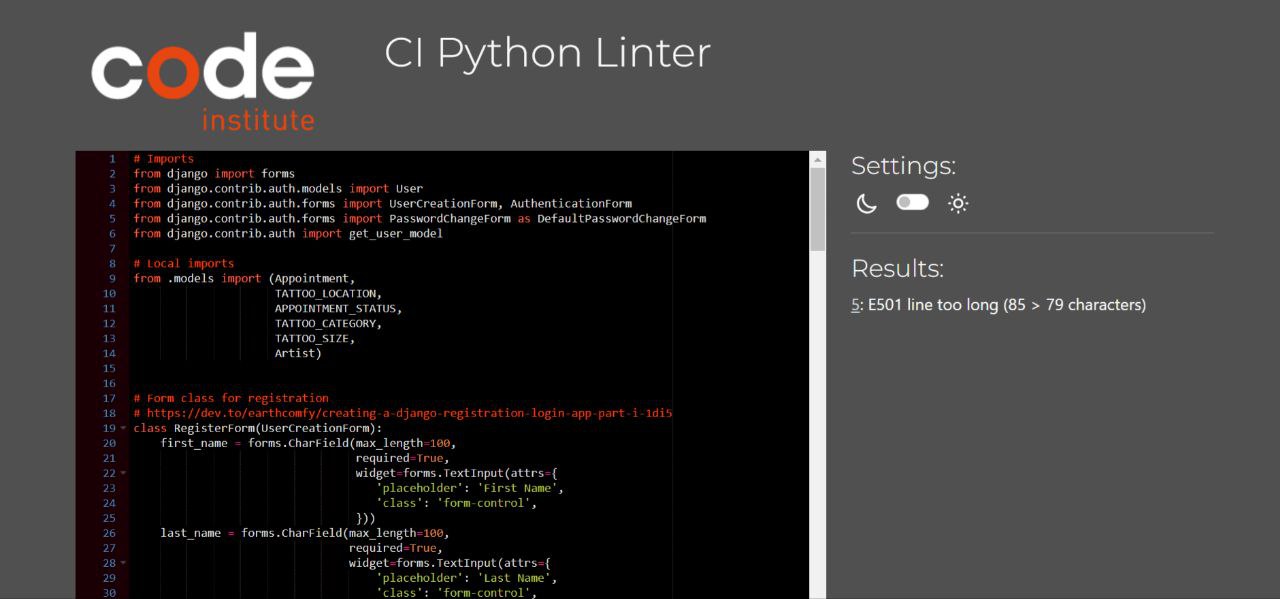 code
institute
CI Python Linter
1 # Imports
2 from django import forms
3 from django.contrib.auth.models import User
4 from django.contrib.auth.forms import UserCreationForm, AuthenticationForm
5 from django.contrib.auth.forms import PasswordChangeForm as DefaultPasswordChangeForm
6 from django.contrib.auth import get_user_model
7
8 # Local imports
9 from .models import (Appointment,
10 TATTOO_LOCATION,
11 APPOINTMENT_STATUS,
12 TATTOO_CATEGORY,
13 TATTOO_SIZE,
14 Artist)
15
16
17 # Form class for registration
18 # https://dev.to/earthcomfy/creating-a-django-registration-login-app-part-i-1di5
19 class RegisterForm(UserCreationForm):
20 first_name = forms.CharField(max_length=100,
21 required=True,
22 widget=forms.TextInput(attrs={
23 'placeholder': 'First Name',
24 'class': 'form-control',
25 }))
26 last_name = forms.CharField(max_length=100,
27 required=True,
28 widget=forms.TextInput(attrs={
29 'placeholder': 'Last Name',
30 'class': 'form-control',
Settings:
Results:
5: E501 line too long (85 > 79 characters)